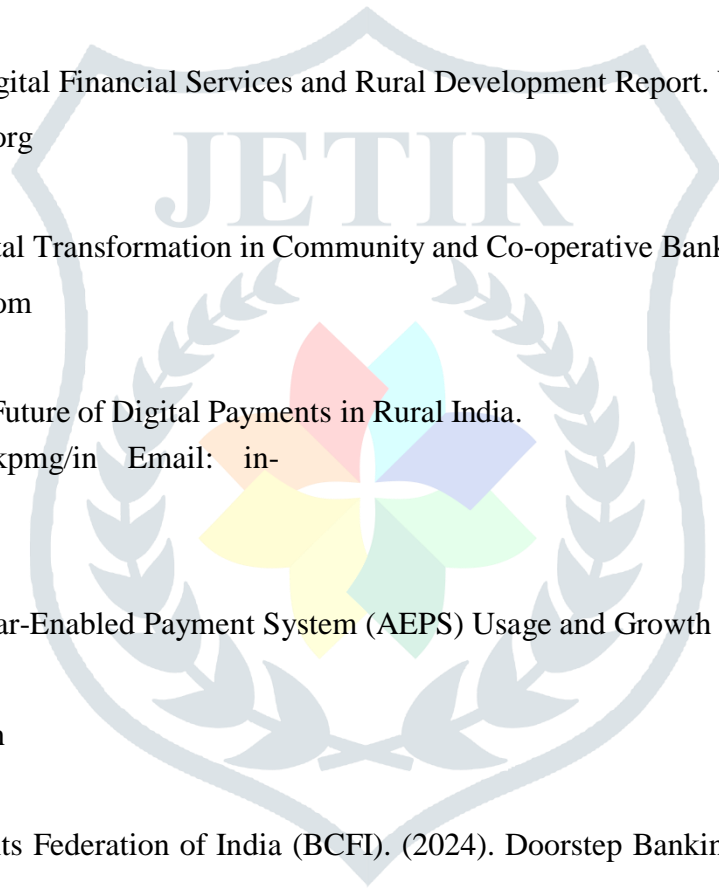 gital Financial Services and Rural Development Report.
org
JETIR
tal Transformation in Community and Co-operative Bank
om
Future of Digital Payments in Rural India.
kpmg/in Email: in-
ar-Enabled Payment System (AEPS) Usage and Growth
n
ts Federation of India (BCFI). (2024). Doorstep Bankin